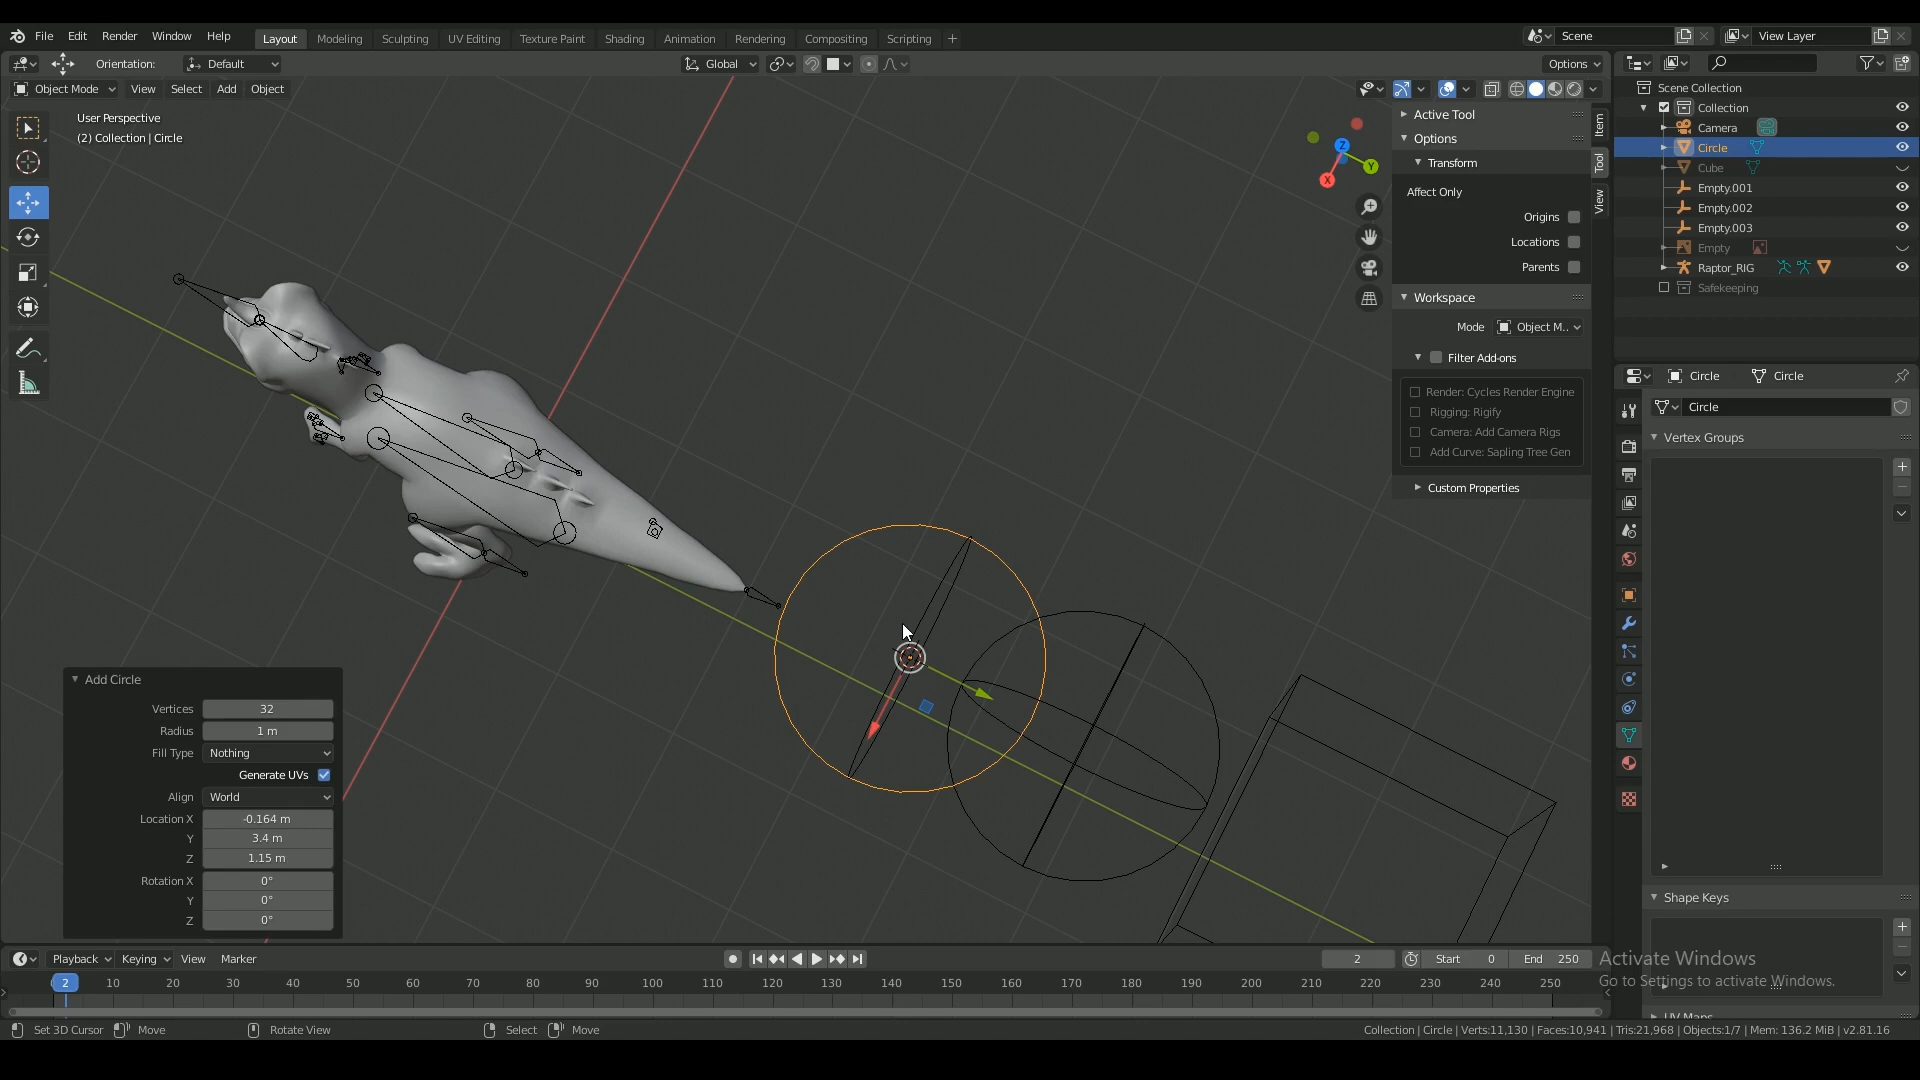 File Edit Render Window Help Layout Modeling Sculpting UV Editing Texture Paint Shading Animation Rendering Compositing Scripting + Scene View Layer
Orientation: Default Global Options
Object Mode View Select Add Object
User Perspective
(2) Collection | Circle
Z
Y
X
Active Tool
Options
Transform
Affect Only
Origins
Locations
Parents
Workspace
Mode Object M..
Filter Add-ons
Render: Cycles Render Engine
Rigging: Rigify
Camera: Add Camera Rigs
Add Curve: Sapling Tree Gen
Custom Properties
Item
Tool
View
Scene Collection
Collection
Camera
Circle
Cube
Empty.001
Empty.002
Empty.003
Empty
Raptor_RIG
Safekeeping
Circle Circle
Circle
Vertex Groups
Shape Keys
UV Maps
Add Circle
Vertices 32
Radius 1 m
Fill Type Nothing
Generate UVs
Align World
Location X -0.164 m
Y 3.4 m
Z 1.15 m
Rotation X 0°
Y 0°
Z 0°
Playback Keying View Marker 2 Start 0 End 250
2 10 20 30 40 50 60 70 80 90 100 110 120 130 140 150 160 170 180 190 200 210 220 230 240 250
Activate Windows
Go to Settings to activate Windows.
Set 3D Cursor Move Rotate View Select Move Collection | Circle | Verts:11,130 | Faces:10,941 | Tris:21,968 | Objects:1/7 | Mem: 136.2 MiB | v2.81.16